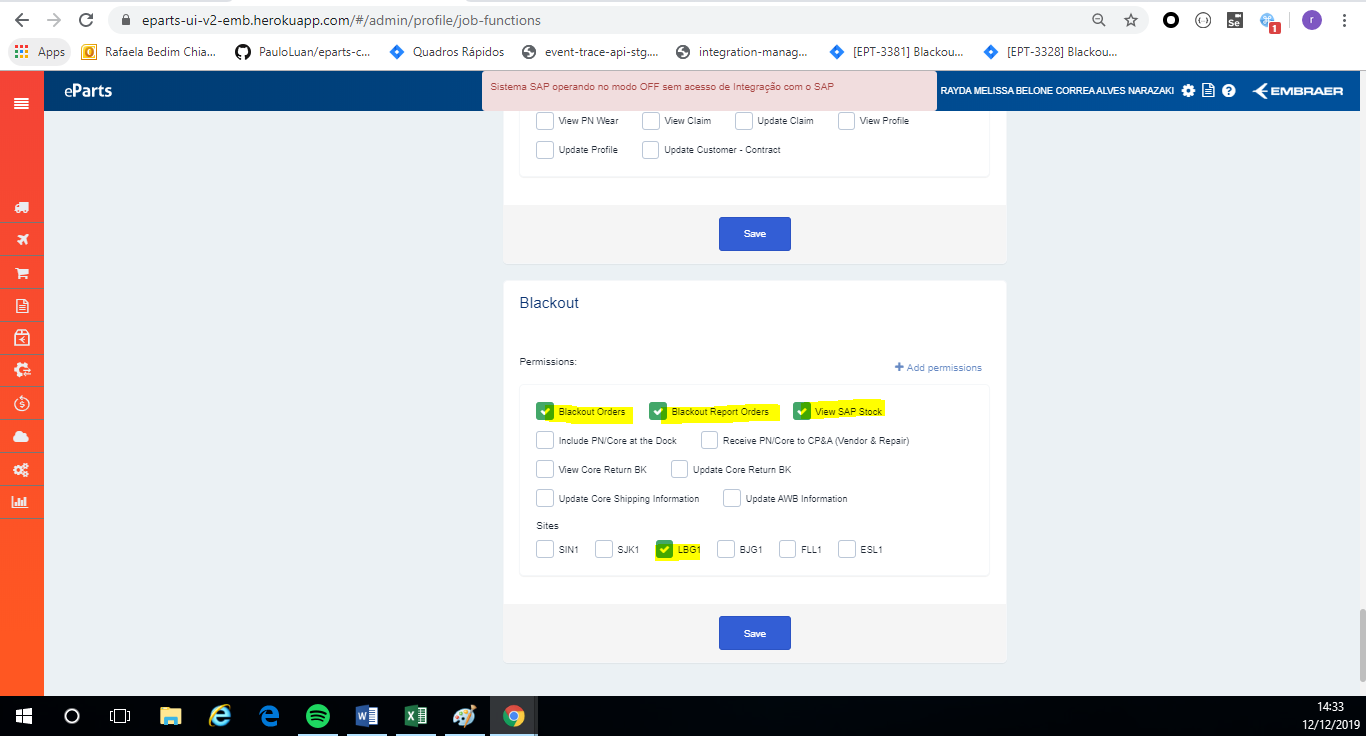 eparts-ui-v2-emb.herokuapp.com/#/admin/profile/job-functions
Se
1
r
Apps
Rafaela Bedim Chia...
PauloLuan/eparts-c...
Quadros Rápidos
event-trace-api-stg....
integration-manag...
[EPT-3381] Blackou...
[EPT-3328] Blackou...
eParts
Sistema SAP operando no modo OFF sem acesso de Integração com o SAP
RAYDA MELISSA BELONE CORREA ALVES NARAZAKI
EMBRAER
View PN Wear View Claim Update Claim View Profile
Update Profile Update Customer - Contract
Save
Blackout
Permissions:
Add permissions
Blackout Orders Blackout Report Orders View SAP Stock
Include PN/Core at the Dock Receive PN/Core to CP&A (Vendor & Repair)
View Core Return BK Update Core Return BK
Update Core Shipping Information Update AWB Information
Sites
SIN1 SJK1 LBG1 BJG1 FLL1 ESL1
Save
14:33
12/12/2019